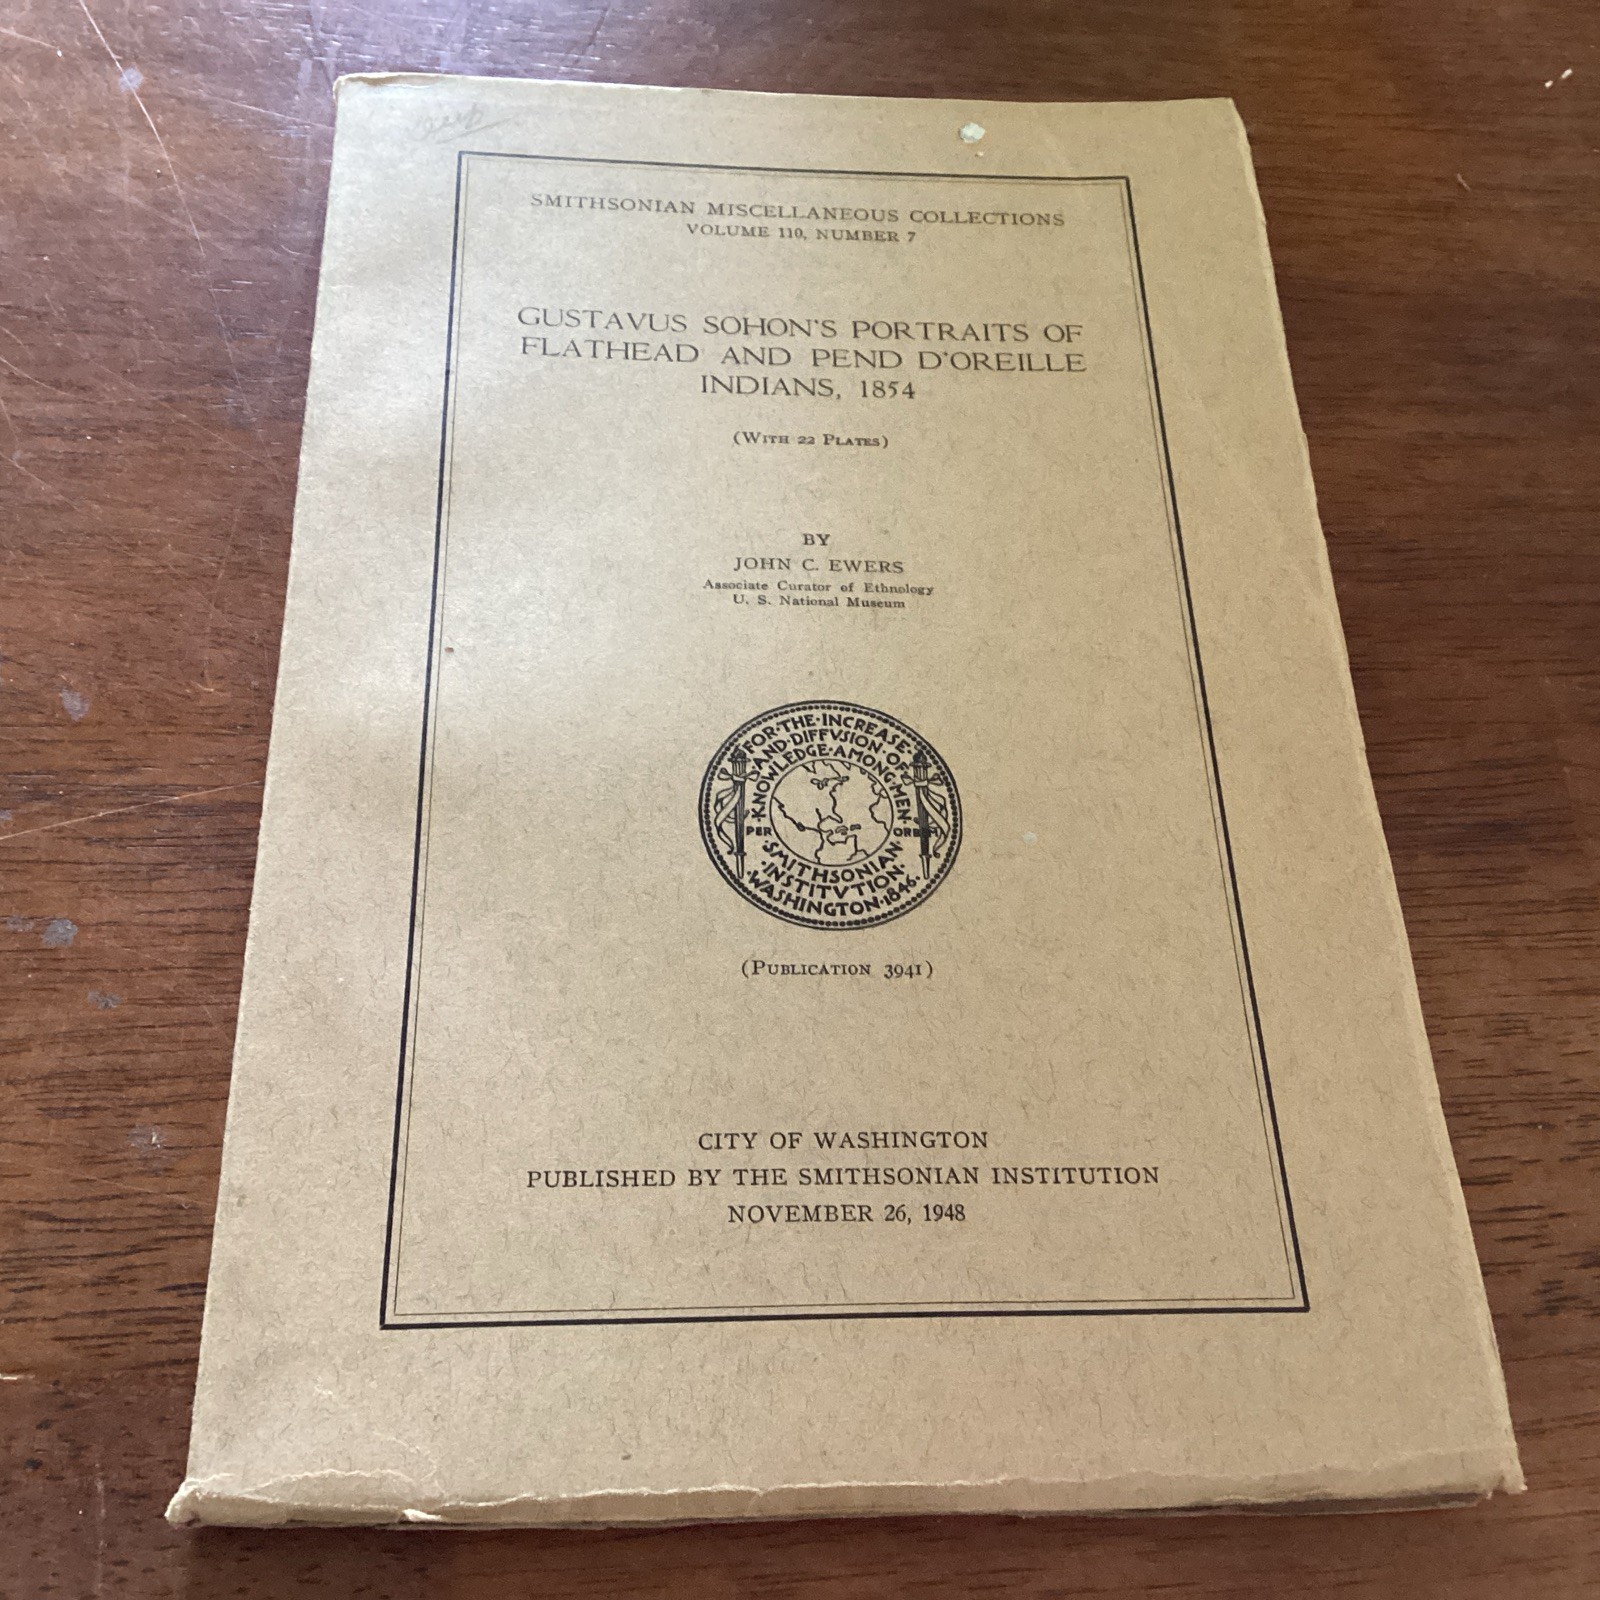 SMITHSONIAN MISCELLANEOUS COLLECTIONS
VOLUME 110, NUMBER 7
GUSTAVUS SOHON'S PORTRAITS OF
FLATHEAD AND PEND D'OREILLE
INDIANS, 1854
(WITH 22 PLATES)
BY
JOHN C. EWERS
Associate Curator of Ethnology
U. S. National Museum
FOR·THE·INCREASE·
·AND·DIFFVSION·OF·
·KNOWLEDGE·AMONG·MEN·
PER ORBEM
·SMITHSONIAN·
·INSTITVTION·
·WASHINGTON·1846·
(PUBLICATION 3941)
CITY OF WASHINGTON
PUBLISHED BY THE SMITHSONIAN INSTITUTION
NOVEMBER 26, 1948